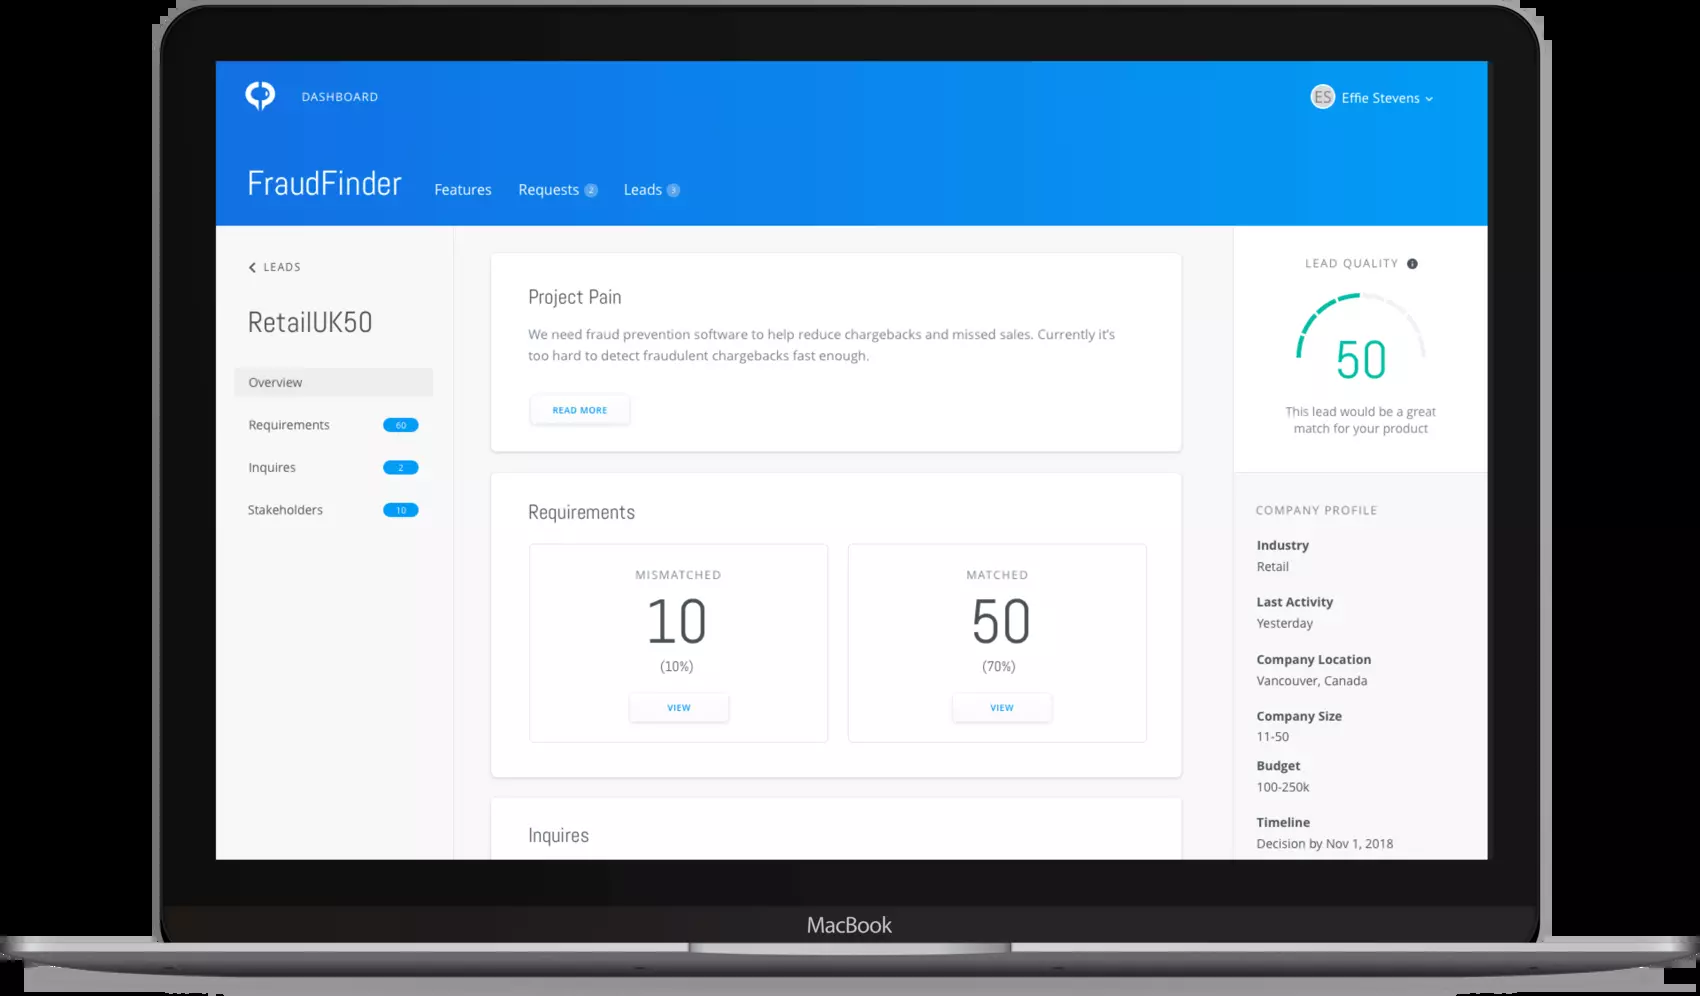 DASHBOARD
ES Effie Stevens
FraudFinder
Features
Requests 2
Leads 3
LEADS
RetailUK50
Overview
Requirements 60
Inquires 2
Stakeholders 10
Project Pain
We need fraud prevention software to help reduce chargebacks and missed sales. Currently it's
too hard to detect fraudulent chargebacks fast enough.
READ MORE
Requirements
MISMATCHED
10
(10%)
VIEW
MATCHED
50
(70%)
VIEW
Inquires
LEAD QUALITY
50
This lead would be a great
match for your product
COMPANY PROFILE
Industry
Retail
Last Activity
Yesterday
Company Location
Vancouver, Canada
Company Size
11-50
Budget
100-250k
Timeline
Decision by Nov 1, 2018
MacBook